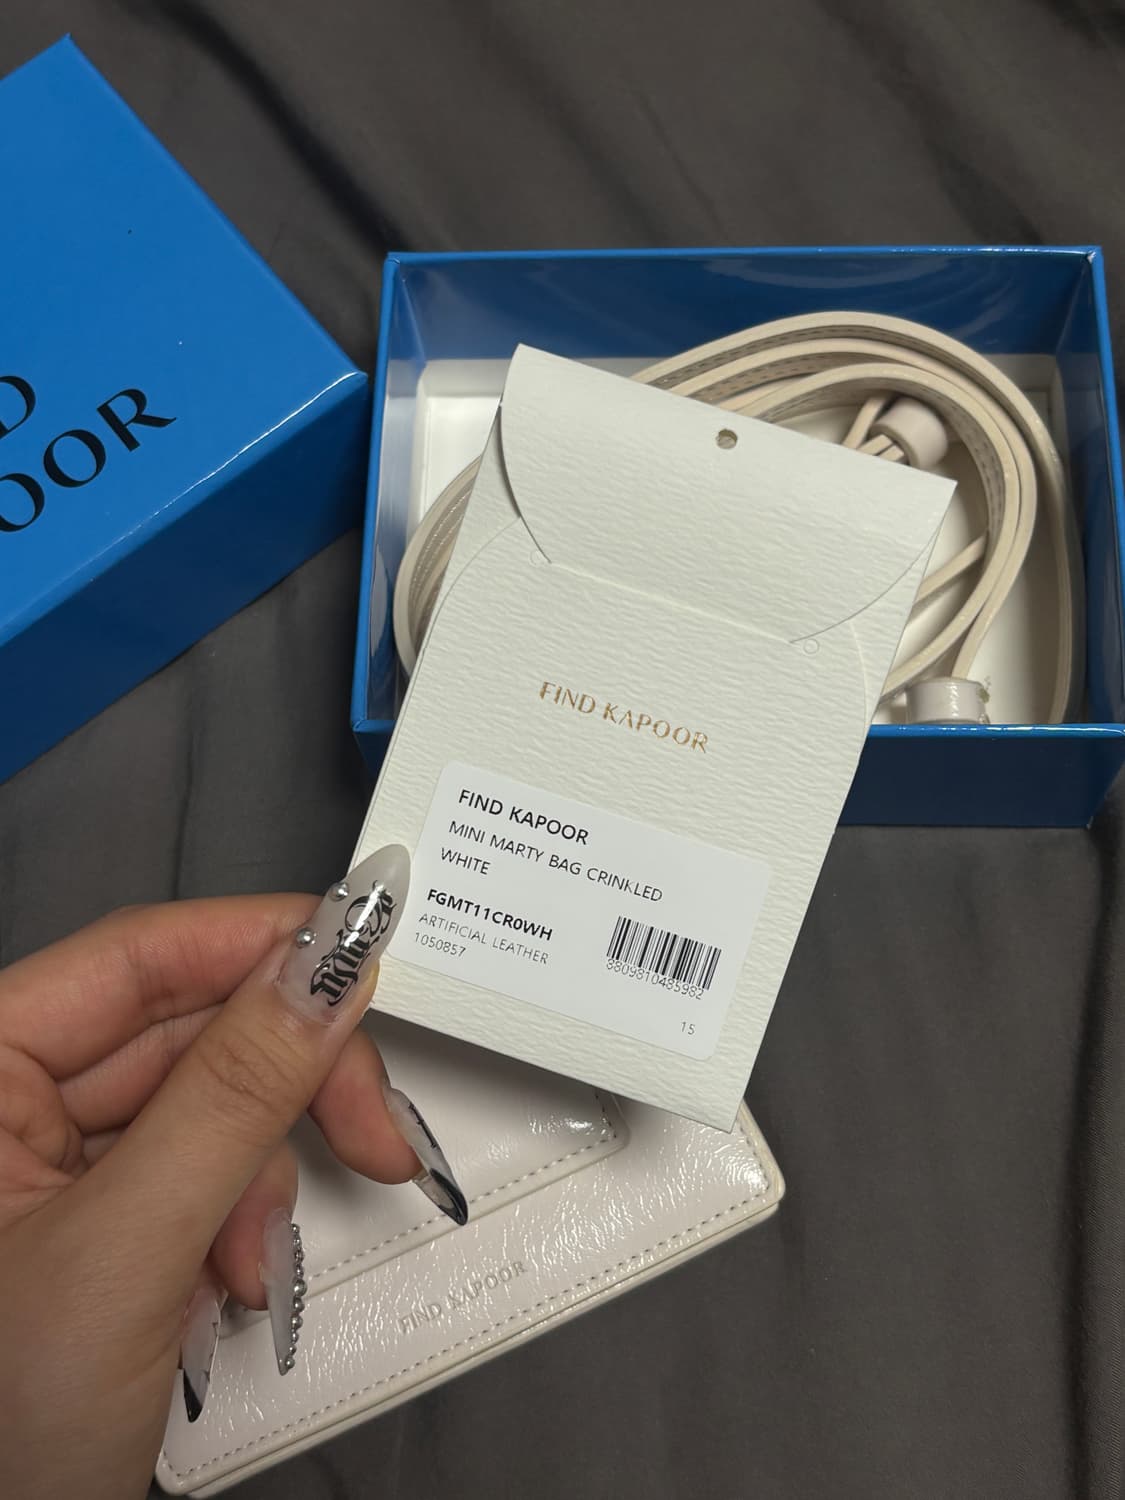 D
OOR
FIND KAPOOR
FIND KAPOOR
MINI MARTY BAG CRINKLED
WHITE
FGMT11CR0WH
ARTIFICIAL LEATHER
1050857
8809810485982
15
FIND KAPOOR